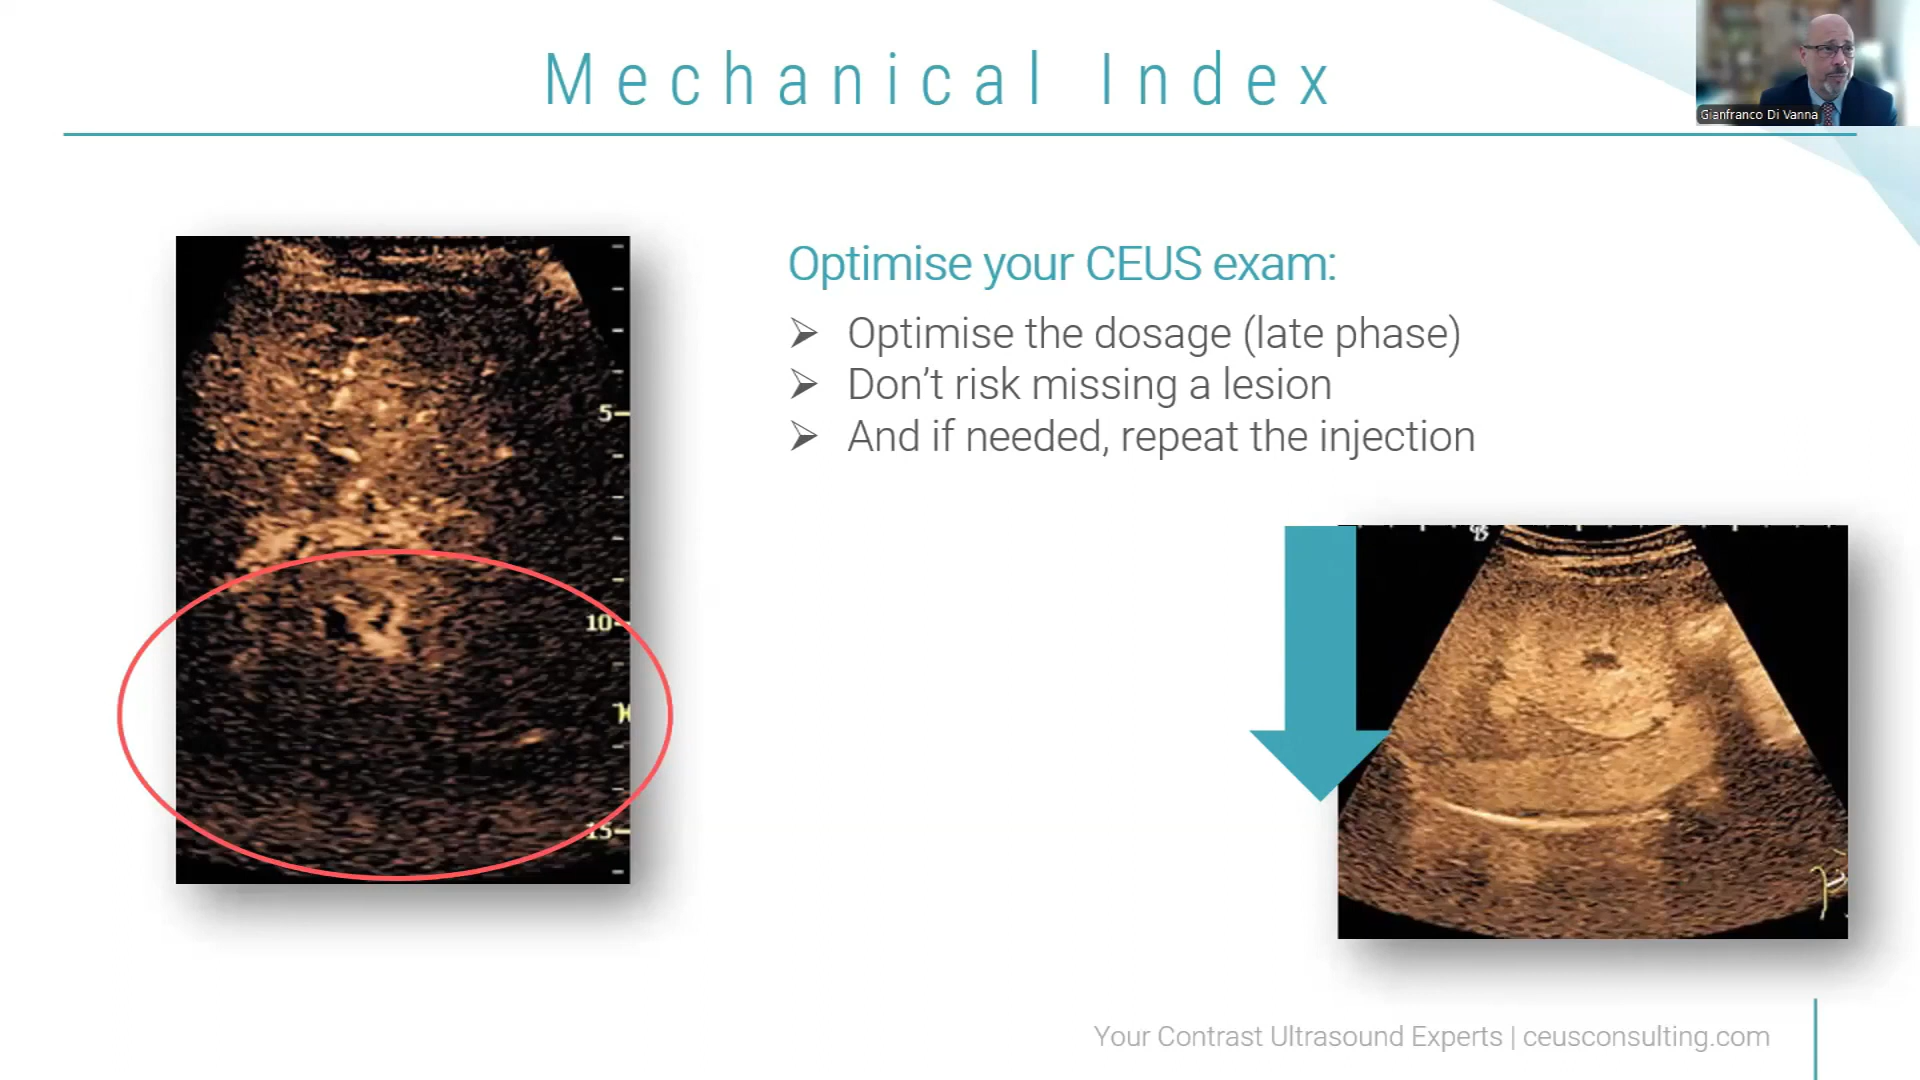 Mechanical Index
Gianfranco Di Vanna
Optimise your CEUS exam:
➢ Optimise the dosage (late phase)
➢ Don’t risk missing a lesion
➢ And if needed, repeat the injection
5
10
15
Your Contrast Ultrasound Experts | ceusconsulting.com